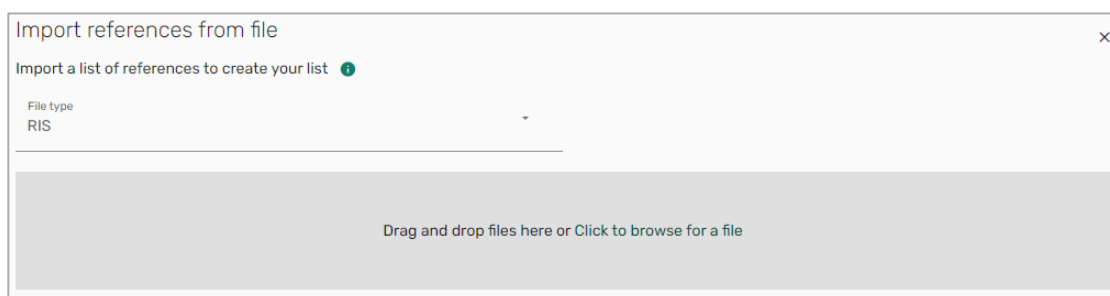 Import references from file
Import a list of references to create your list
File type
RIS
Drag and drop files here or Click to browse for a file